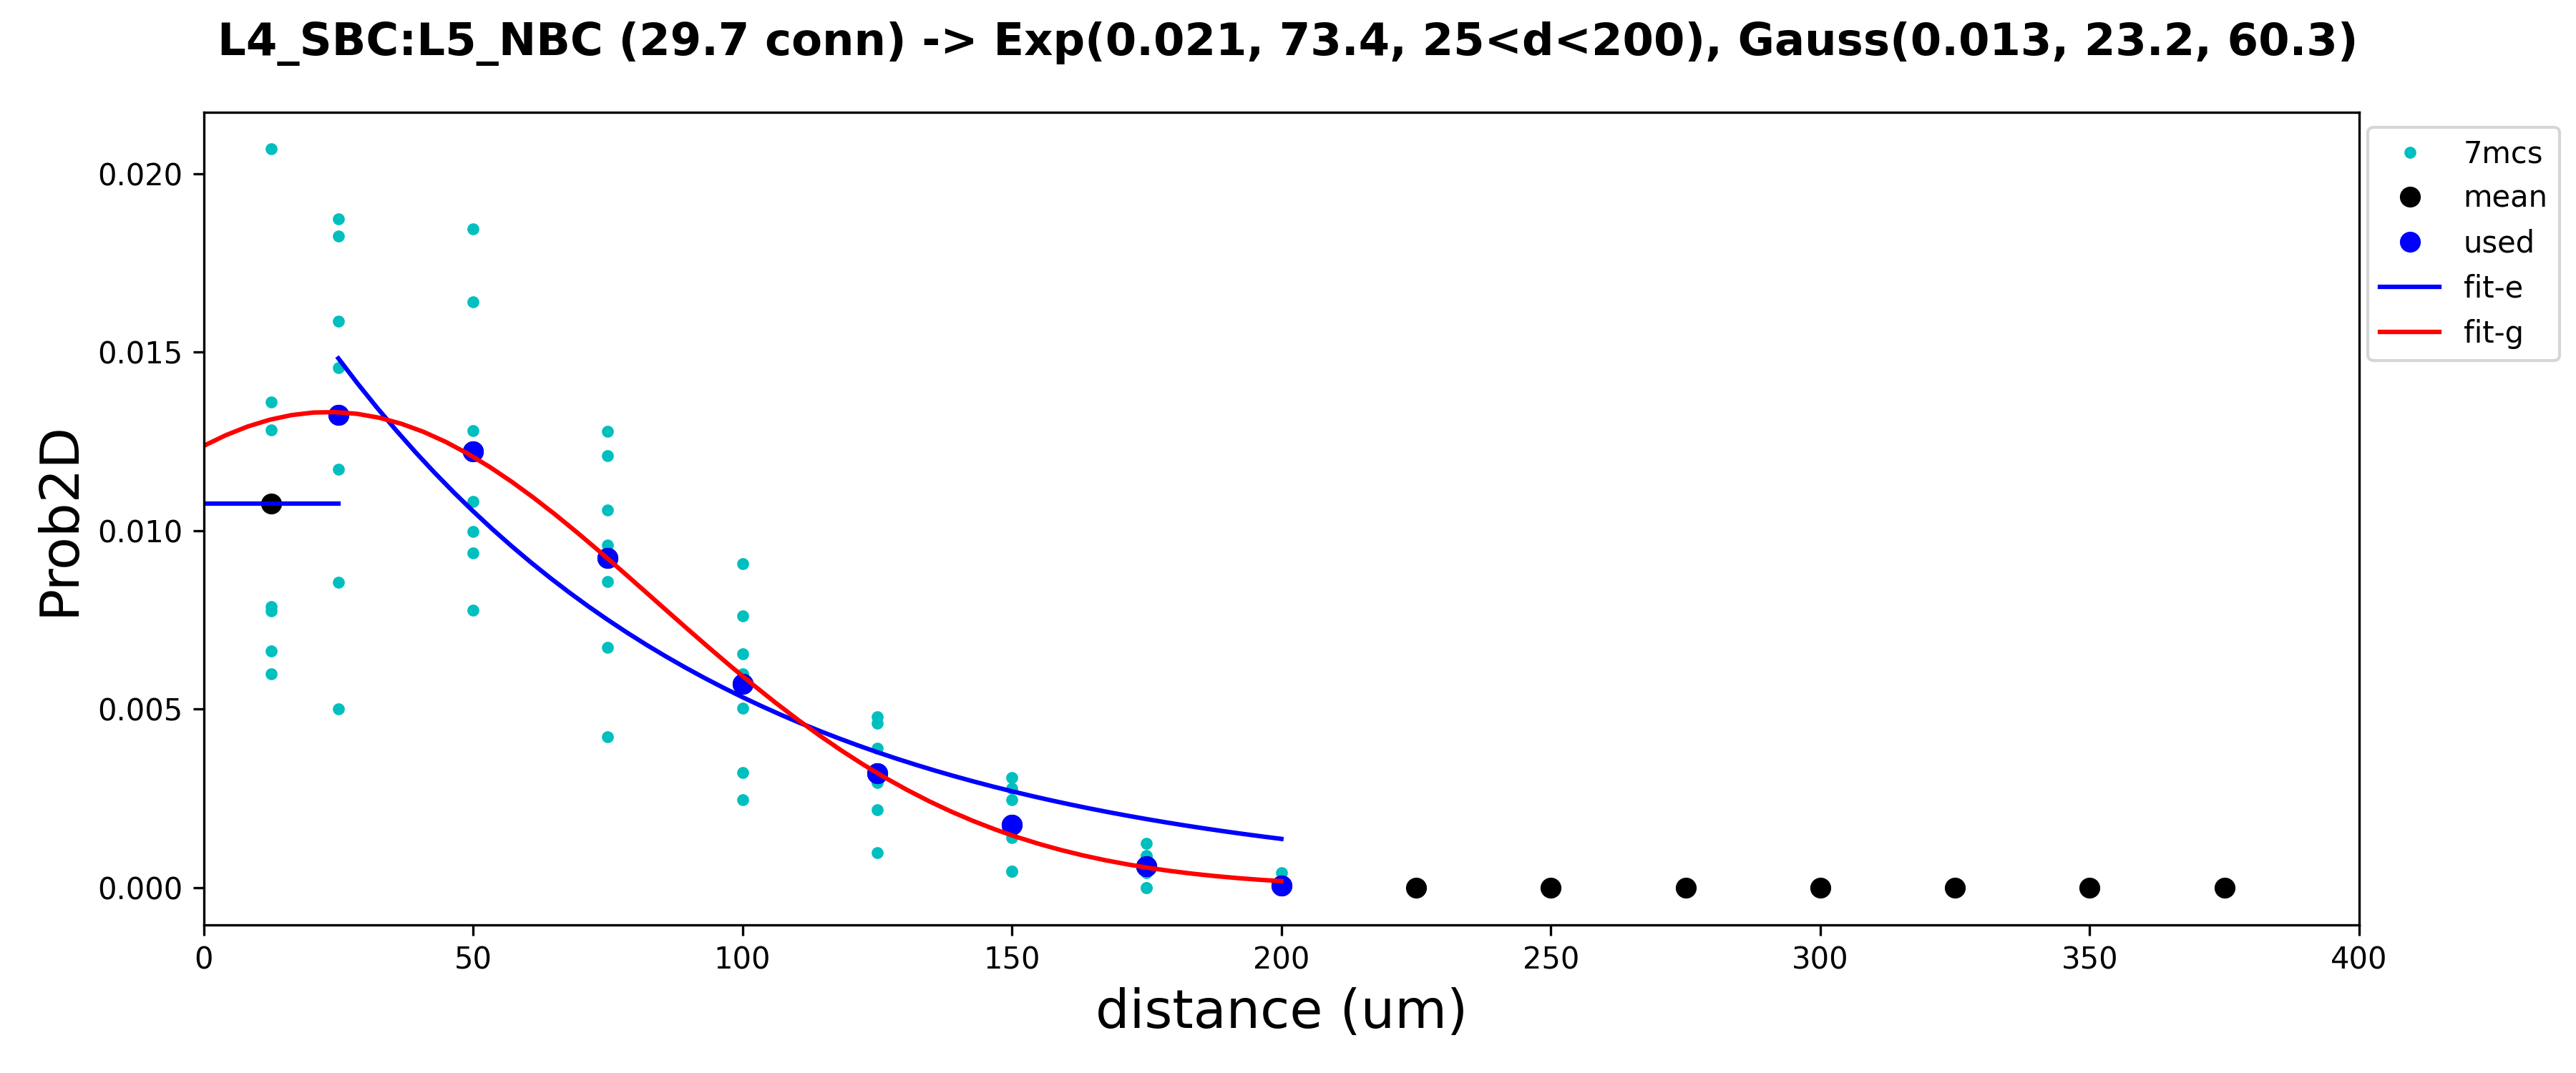 L4_SBC:L5_NBC (29.7 conn) -> Exp(0.021, 73.4, 25<d<200), Gauss(0.013, 23.2, 60.3)
Prob2D
0.020
0.015
0.010
0.005
0.000
0 50 100 150 200 250 300 350 400
distance (um)
7mcs
mean
used
fit-e
fit-g